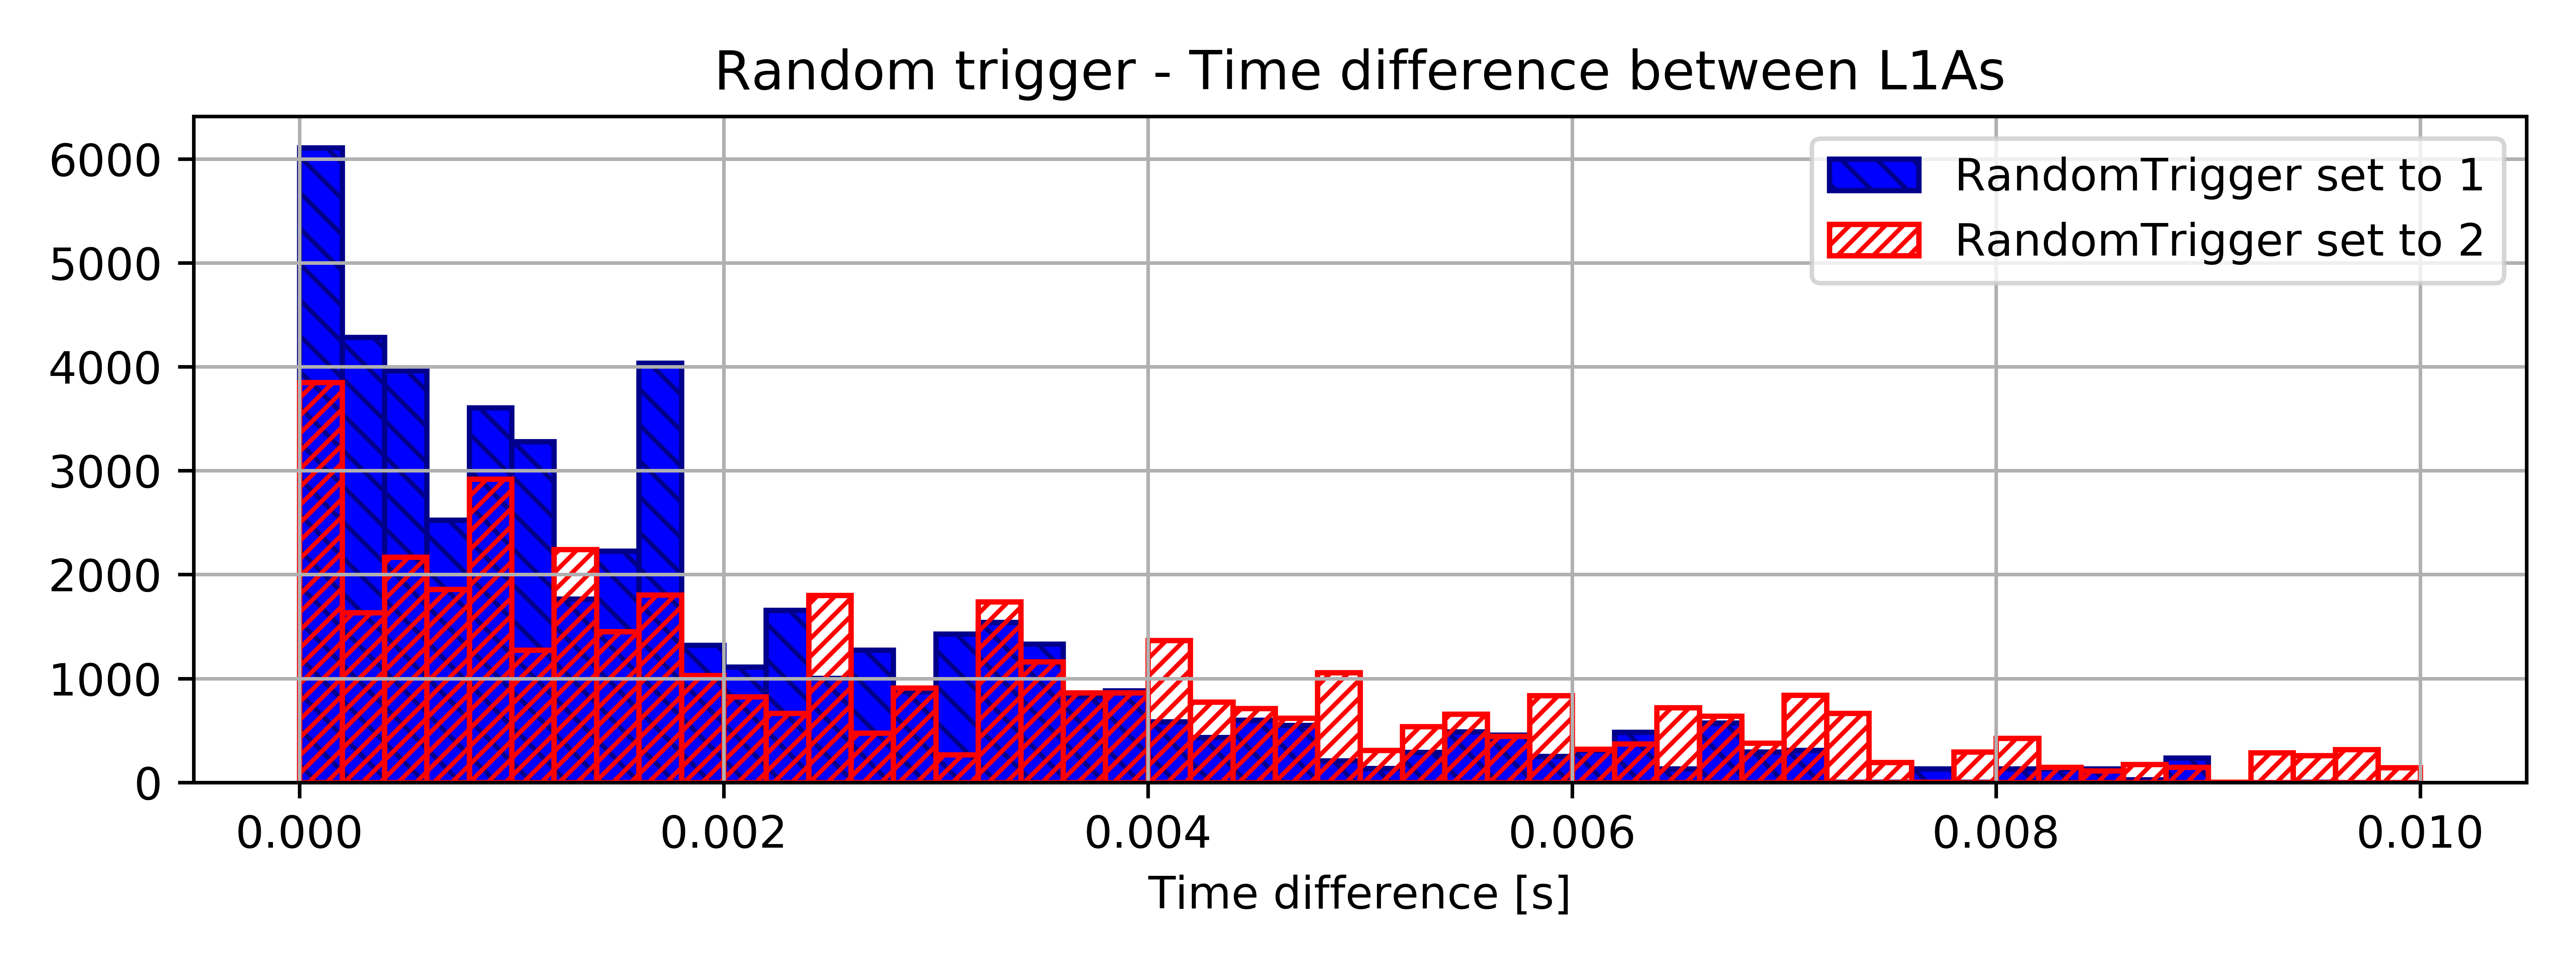 Random trigger - Time difference between L1As
RandomTrigger set to 1
RandomTrigger set to 2
6000
5000
4000
3000
2000
1000
0
0.000 0.002 0.004 0.006 0.008 0.010
Time difference [s]